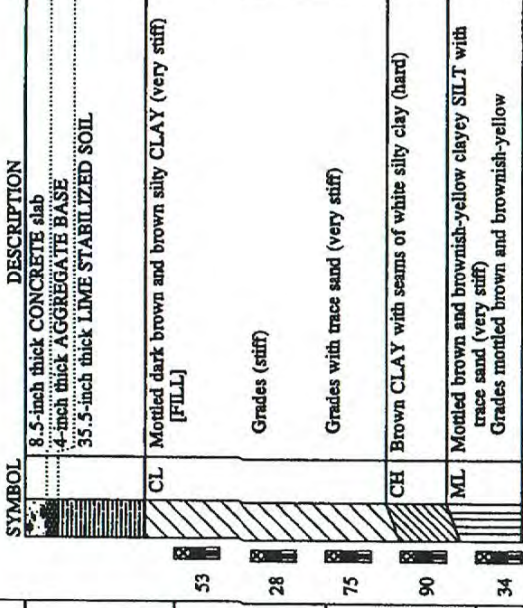 SYMBOL DESCRIPTION
8.5-inch thick CONCRETE slab
4-inch thick AGGREGATE BASE
35.5-inch thick LIME STABILIZED SOIL
53 CL Mottled dark brown and brown silty CLAY (very stiff)
[FILL]
28 Grades (stiff)
75 Grades with trace sand (very stiff)
90 CH Brown CLAY with seams of white silty clay (hard)
ML Mottled brown and brownish-yellow clayey SILT with
trace sand (very stiff)
34 Grades mottled brown and brownish-yellow